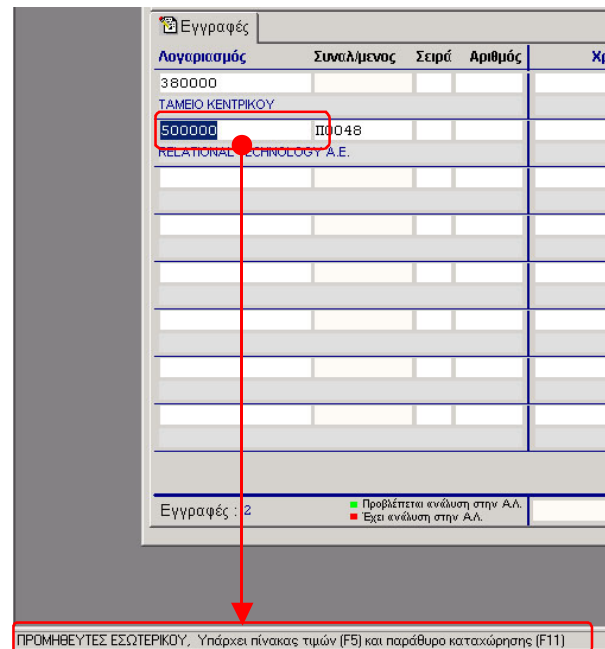 Εγγραφές
Λογαριασμός Συναλ/μενος Σειρά Αριθμός Χρ
380000
ΤΑΜΕΙΟ ΚΕΝΤΡΙΚΟΥ
500000 Π0048
RELATIONAL TECHNOLOGY A.E.
Εγγραφές : 2
Προβλέπεται ανάλυση στην Α.Λ.
Έχει ανάλυση στην Α.Λ.
ΠΡΟΜΗΘΕΥΤΕΣ ΕΣΩΤΕΡΙΚΟΥ, Υπάρχει πίνακας τιμών (F5) και παράθυρο καταχώρησης (F11)